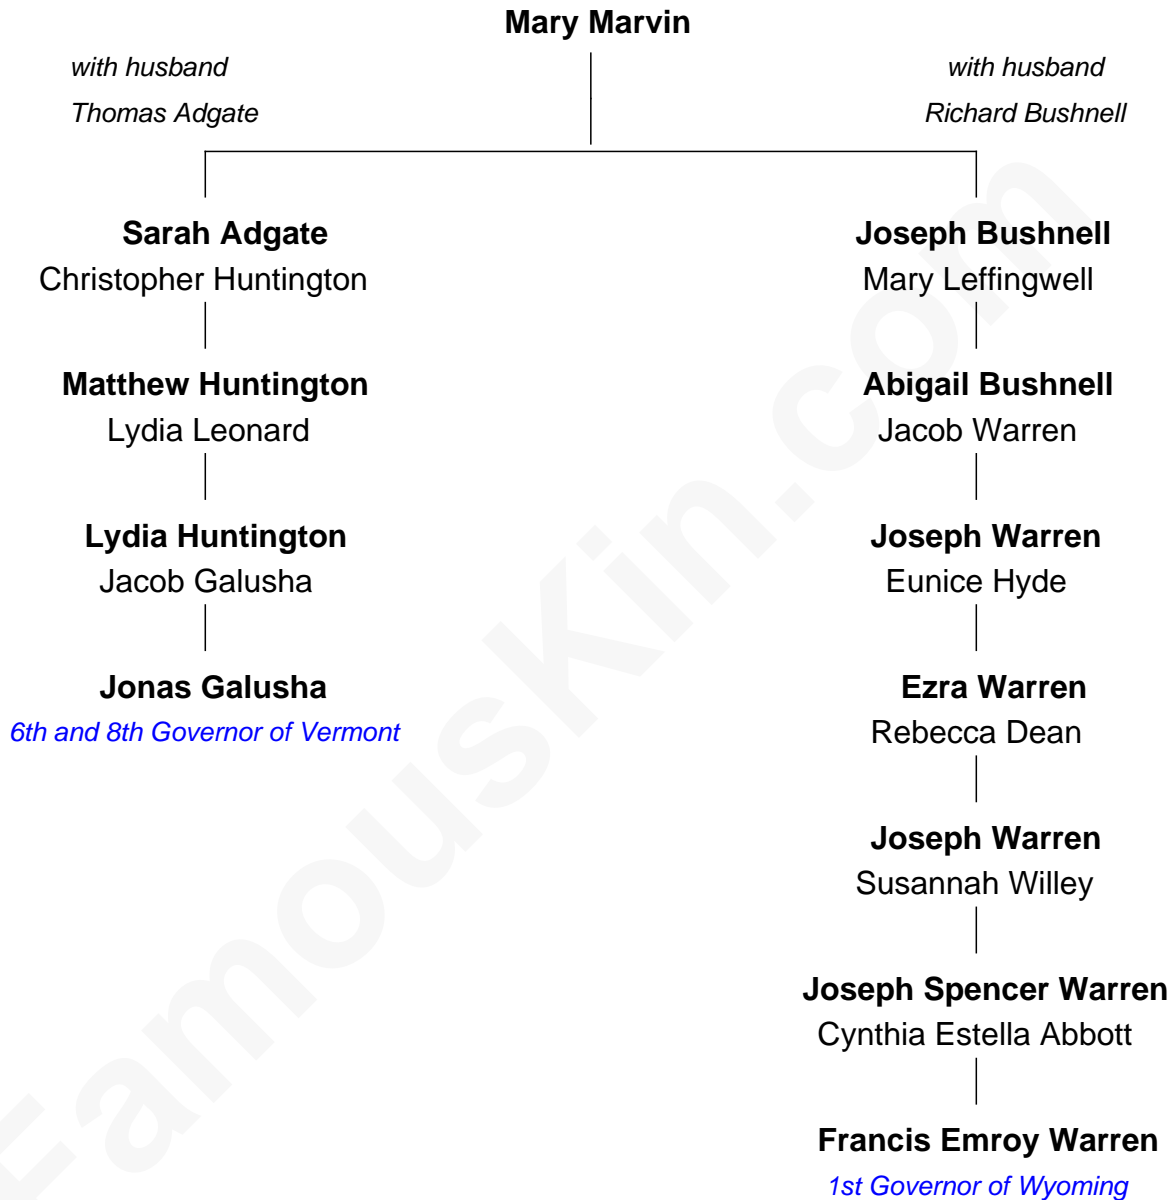 Mary Marvin
with husband
Thomas Adgate
with husband
Richard Bushnell
Sarah Adgate
Christopher Huntington
Joseph Bushnell
Mary Leffingwell
Matthew Huntington
Lydia Leonard
Abigail Bushnell
Jacob Warren
Lydia Huntington
Jacob Galusha
Joseph Warren
Eunice Hyde
Jonas Galusha
6th and 8th Governor of Vermont
Ezra Warren
Rebecca Dean
Joseph Warren
Susannah Willey
Joseph Spencer Warren
Cynthia Estella Abbott
Francis Emroy Warren
1st Governor of Wyoming
FamousKin.com